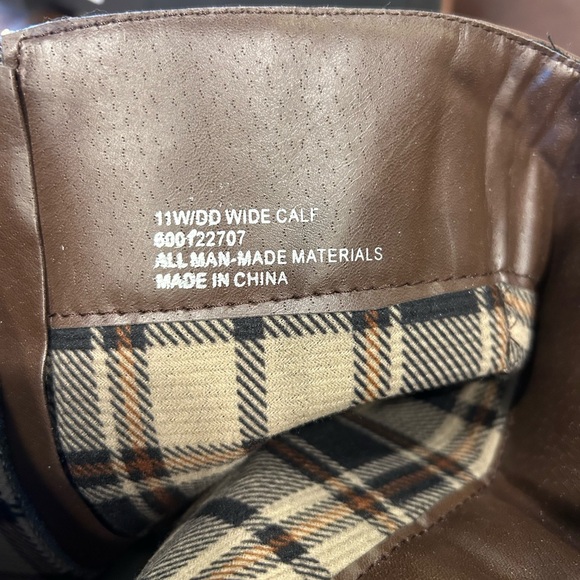 11W/DD WIDE CALF
600122707
ALL MAN-MADE MATERIALS
MADE IN CHINA